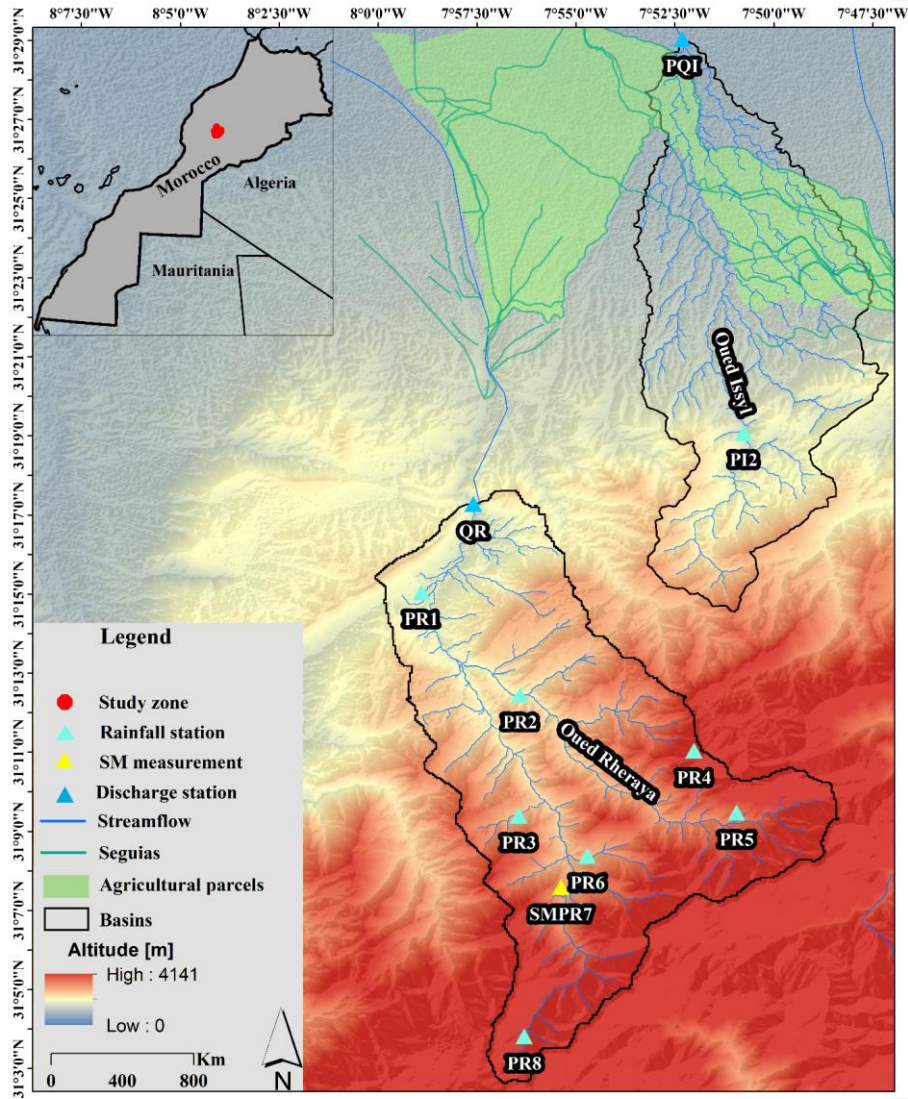 8°7'30"W 8°5'0"W 8°2'30"W 8°0'0" 7°57'30"W 7°55'0"W 7°52'30"W 7°50'0"W 7°47'30"W
31°29'0"N
31°27'0"N
31°25'0"N
31°23'0"N
31°21'0"N
31°19'0"N
31°17'0"N
31°15'0"N
31°13'0"N
31°11'0"N
31°9'0"N
31°7'0"N
31°5'0"N
31°3'0"N
Morocco
Algeria
Mauritania
PQI
Oued Issyl
PI2
QR
PR1
PR2
Oued Rheraya
PR4
PR3
PR5
PR6
SMPR7
PR8
Legend
Study zone
Rainfall station
SM measurement
Discharge station
Streamflow
Seguias
Agricultural parcels
Basins
Altitude [m]
High : 4141
Low : 0
Km
0 400 800
N